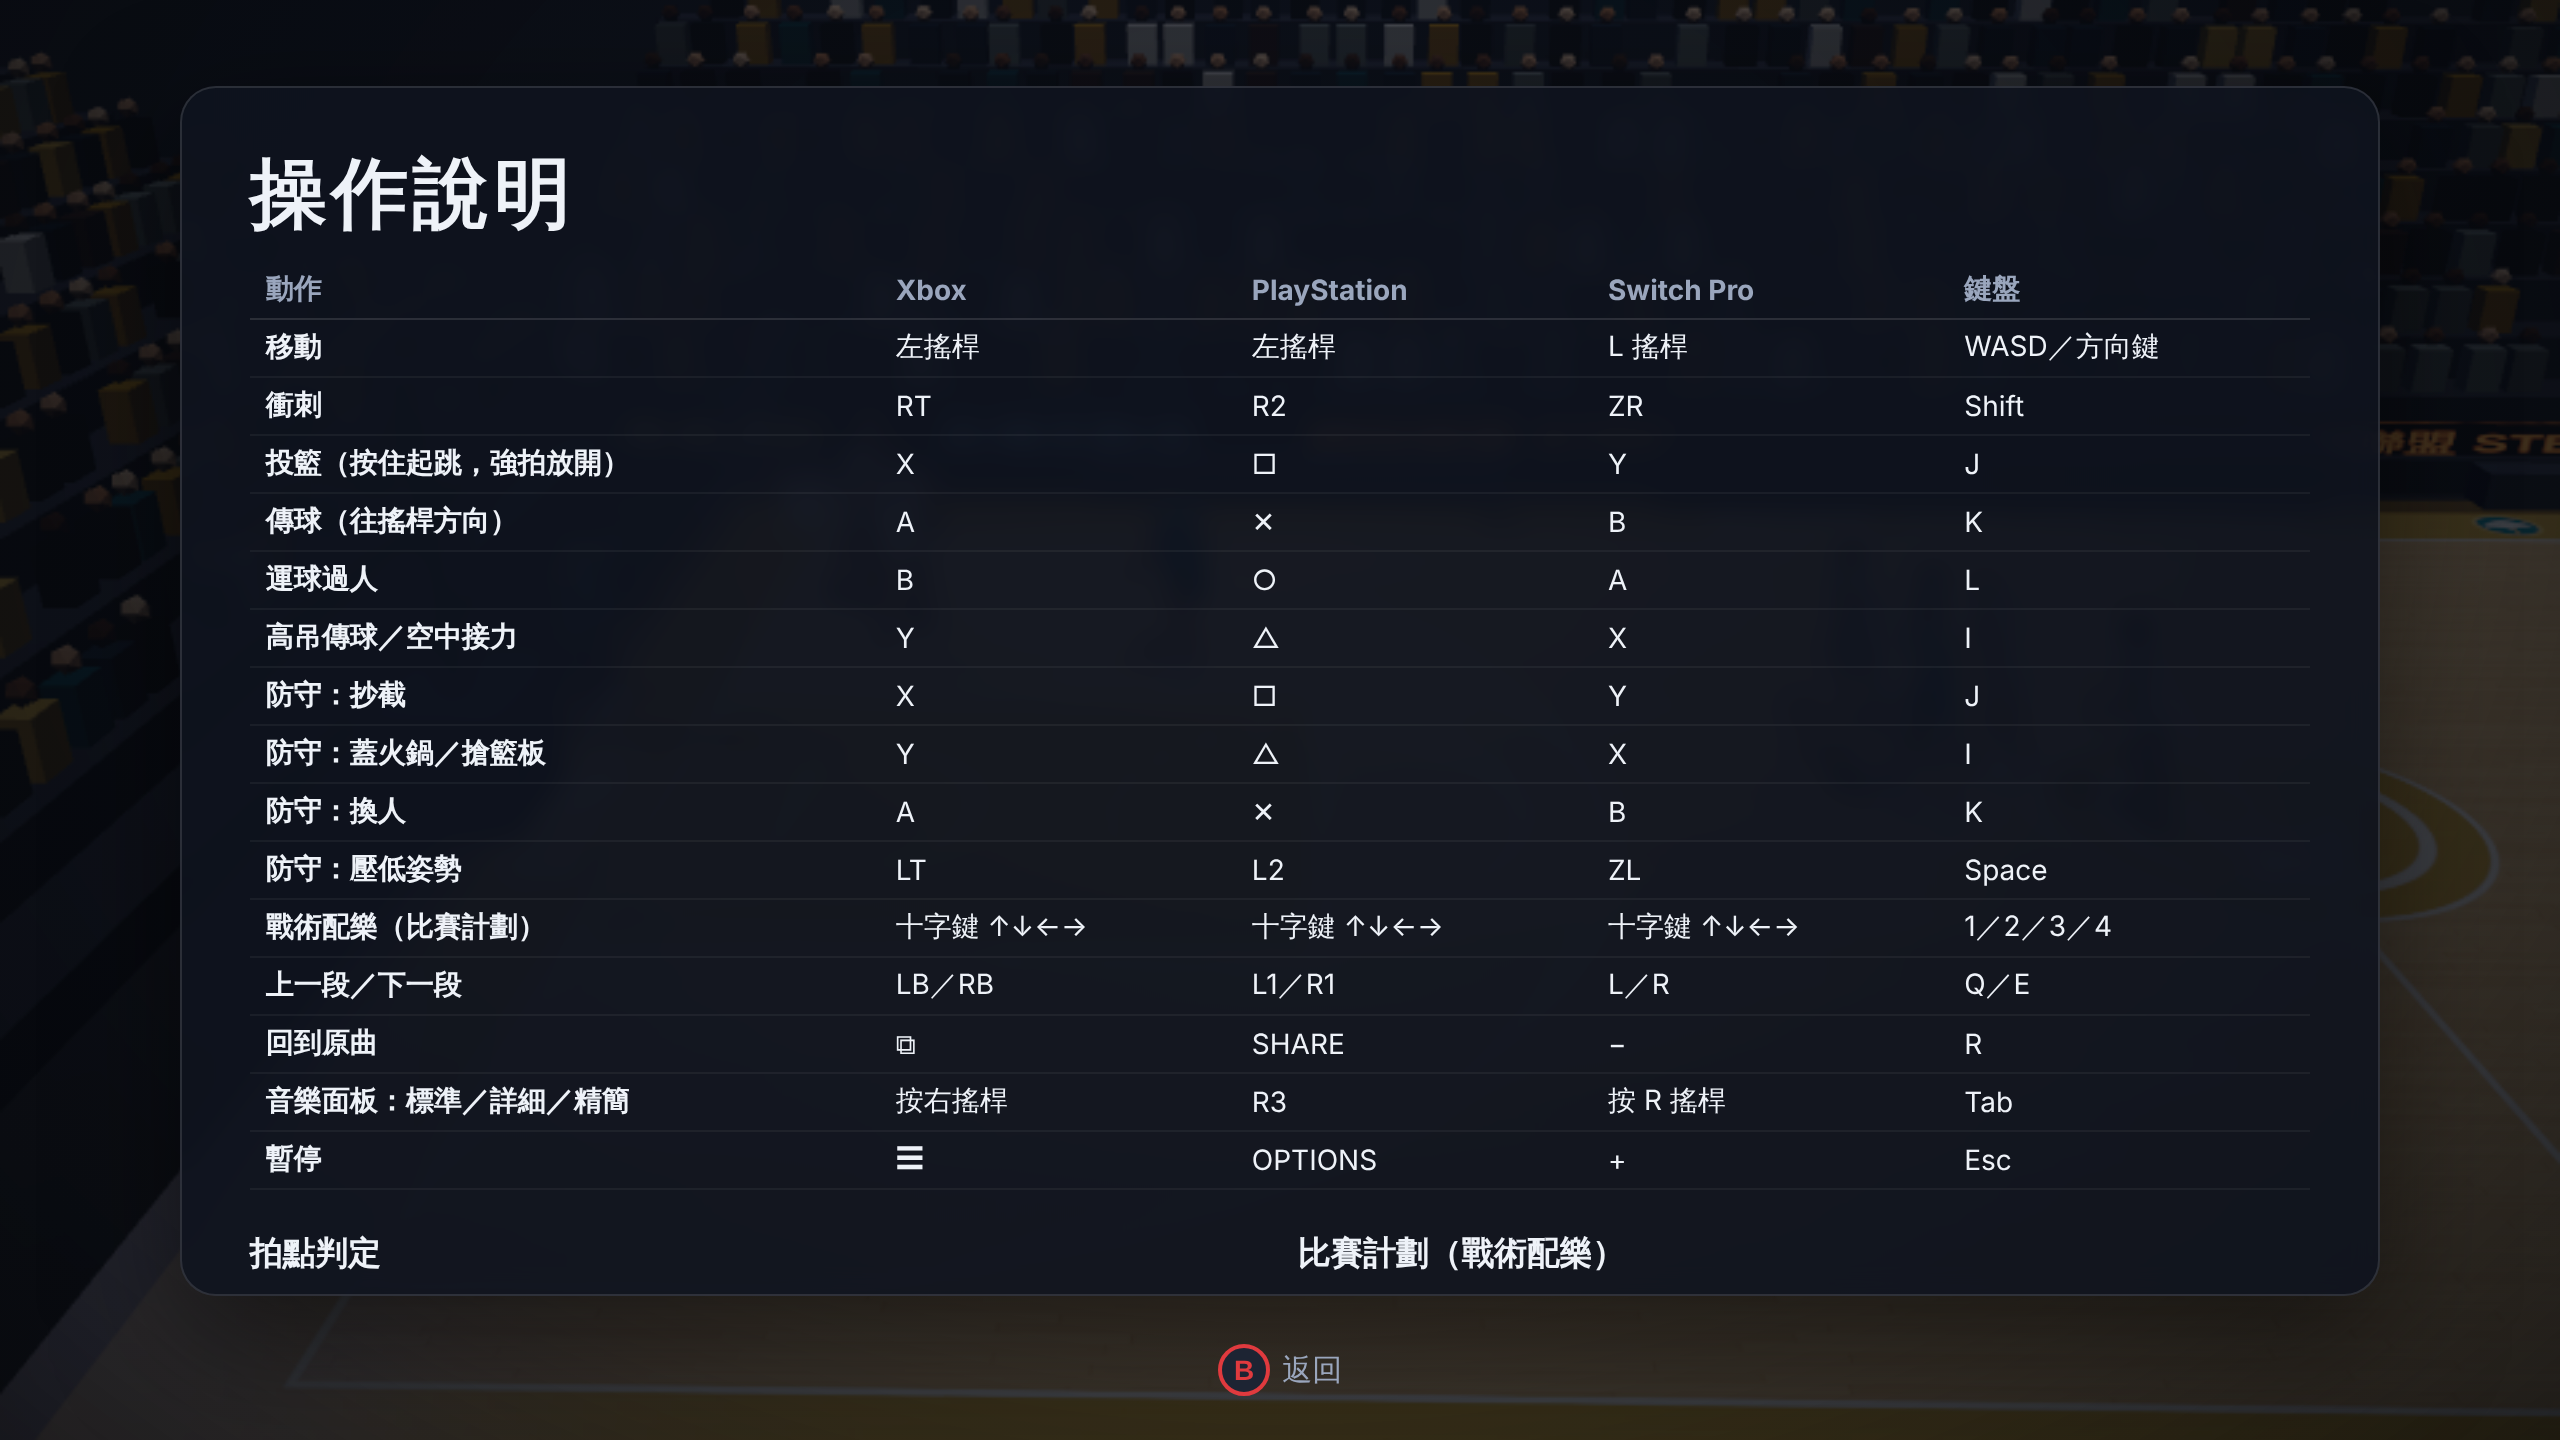 操作說明
動作 Xbox PlayStation Switch Pro 鍵盤
移動 左搖桿 左搖桿 L 搖桿 WASD／方向鍵
衝刺 RT R2 ZR Shift
投籃（按住起跳，強拍放開） X □ Y J
傳球（往搖桿方向） A ✕ B K
運球過人 B ○ A L
高吊傳球／空中接力 Y △ X I
防守：抄截 X □ Y J
防守：蓋火鍋／搶籃板 Y △ X I
防守：換人 A ✕ B K
防守：壓低姿勢 LT L2 ZL Space
戰術配樂（比賽計劃） 十字鍵 ↑↓←→ 十字鍵 ↑↓←→ 十字鍵 ↑↓←→ 1／2／3／4
上一段／下一段 LB／RB L1／R1 L／R Q／E
回到原曲 ⧉ SHARE − R
音樂面板：標準／詳細／精簡 按右搖桿 R3 按 R 搖桿 Tab
暫停 ☰ OPTIONS + Esc
拍點判定 比賽計劃（戰術配樂）
B 返回